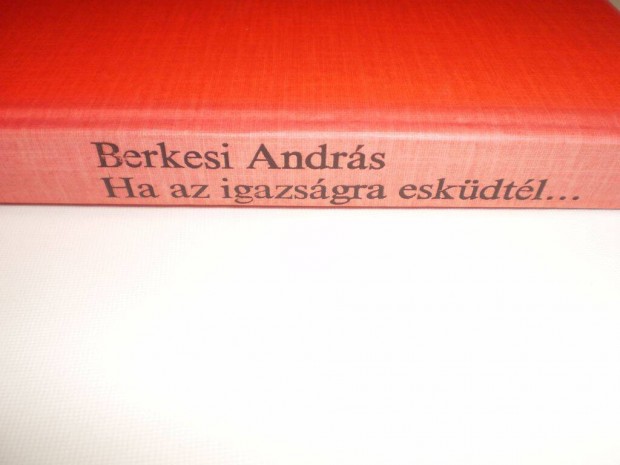 Berkesi András
Ha az igazságra esküdtél...